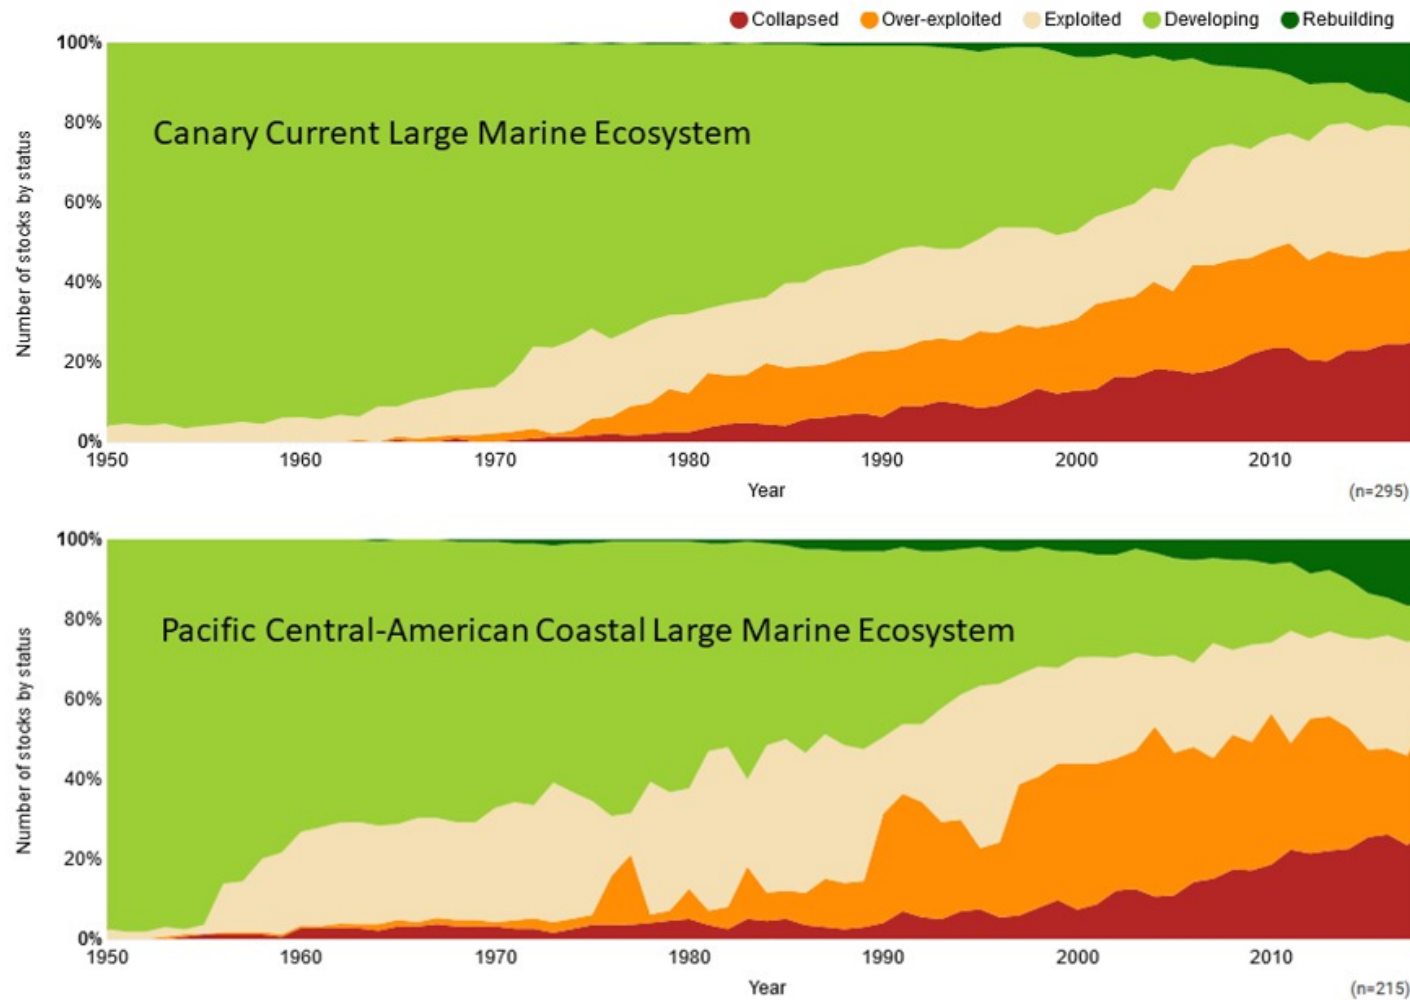 Collapsed Over-exploited Exploited Developing Rebuilding
100%
Canary Current Large Marine Ecosystem
80%
60%
40%
20%
0%
Number of stocks by status
1950 1960 1970 1980 1990 2000 2010
Year
(n=295)
100%
Pacific Central-American Coastal Large Marine Ecosystem
80%
60%
40%
20%
0%
Number of stocks by status
1950 1960 1970 1980 1990 2000 2010
Year
(n=215)